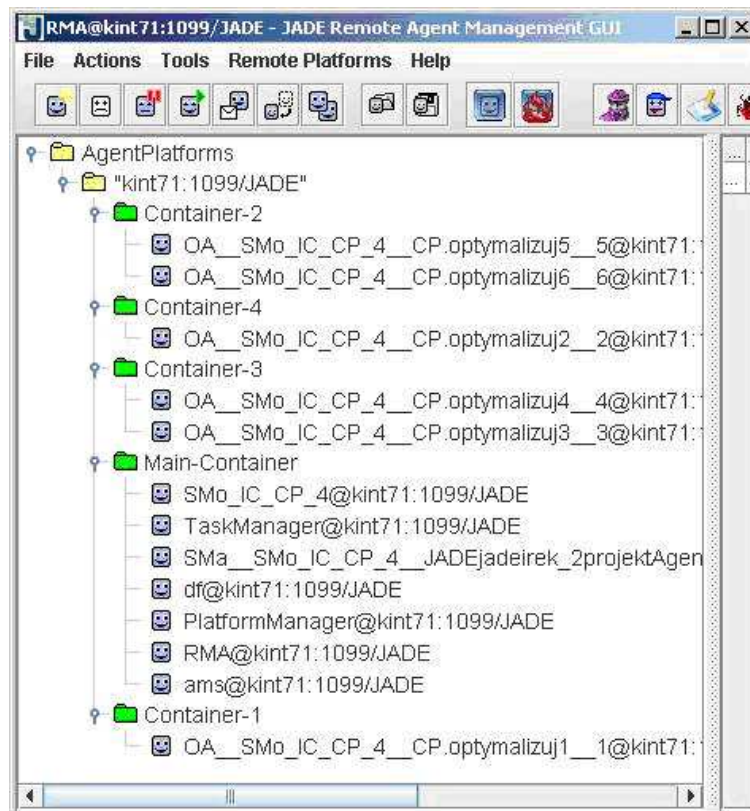 RMA@kint71:1099/JADE - JADE Remote Agent Management GUI
File Actions Tools Remote Platforms Help
AgentPlatforms
"kint71:1099/JADE"
Container-2
OA__SMo_IC_CP_4__CP.optymalizuj5__5@kint71:
OA__SMo_IC_CP_4__CP.optymalizuj6__6@kint71:
Container-4
OA__SMo_IC_CP_4__CP.optymalizuj2__2@kint71:
Container-3
OA__SMo_IC_CP_4__CP.optymalizuj4__4@kint71:
OA__SMo_IC_CP_4__CP.optymalizuj3__3@kint71:
Main-Container
SMo_IC_CP_4@kint71:1099/JADE
TaskManager@kint71:1099/JADE
SMa__SMo_IC_CP_4__JADEjadeirek_2projektAgen
df@kint71:1099/JADE
PlatformManager@kint71:1099/JADE
RMA@kint71:1099/JADE
ams@kint71:1099/JADE
Container-1
OA__SMo_IC_CP_4__CP.optymalizuj1__1@kint71: